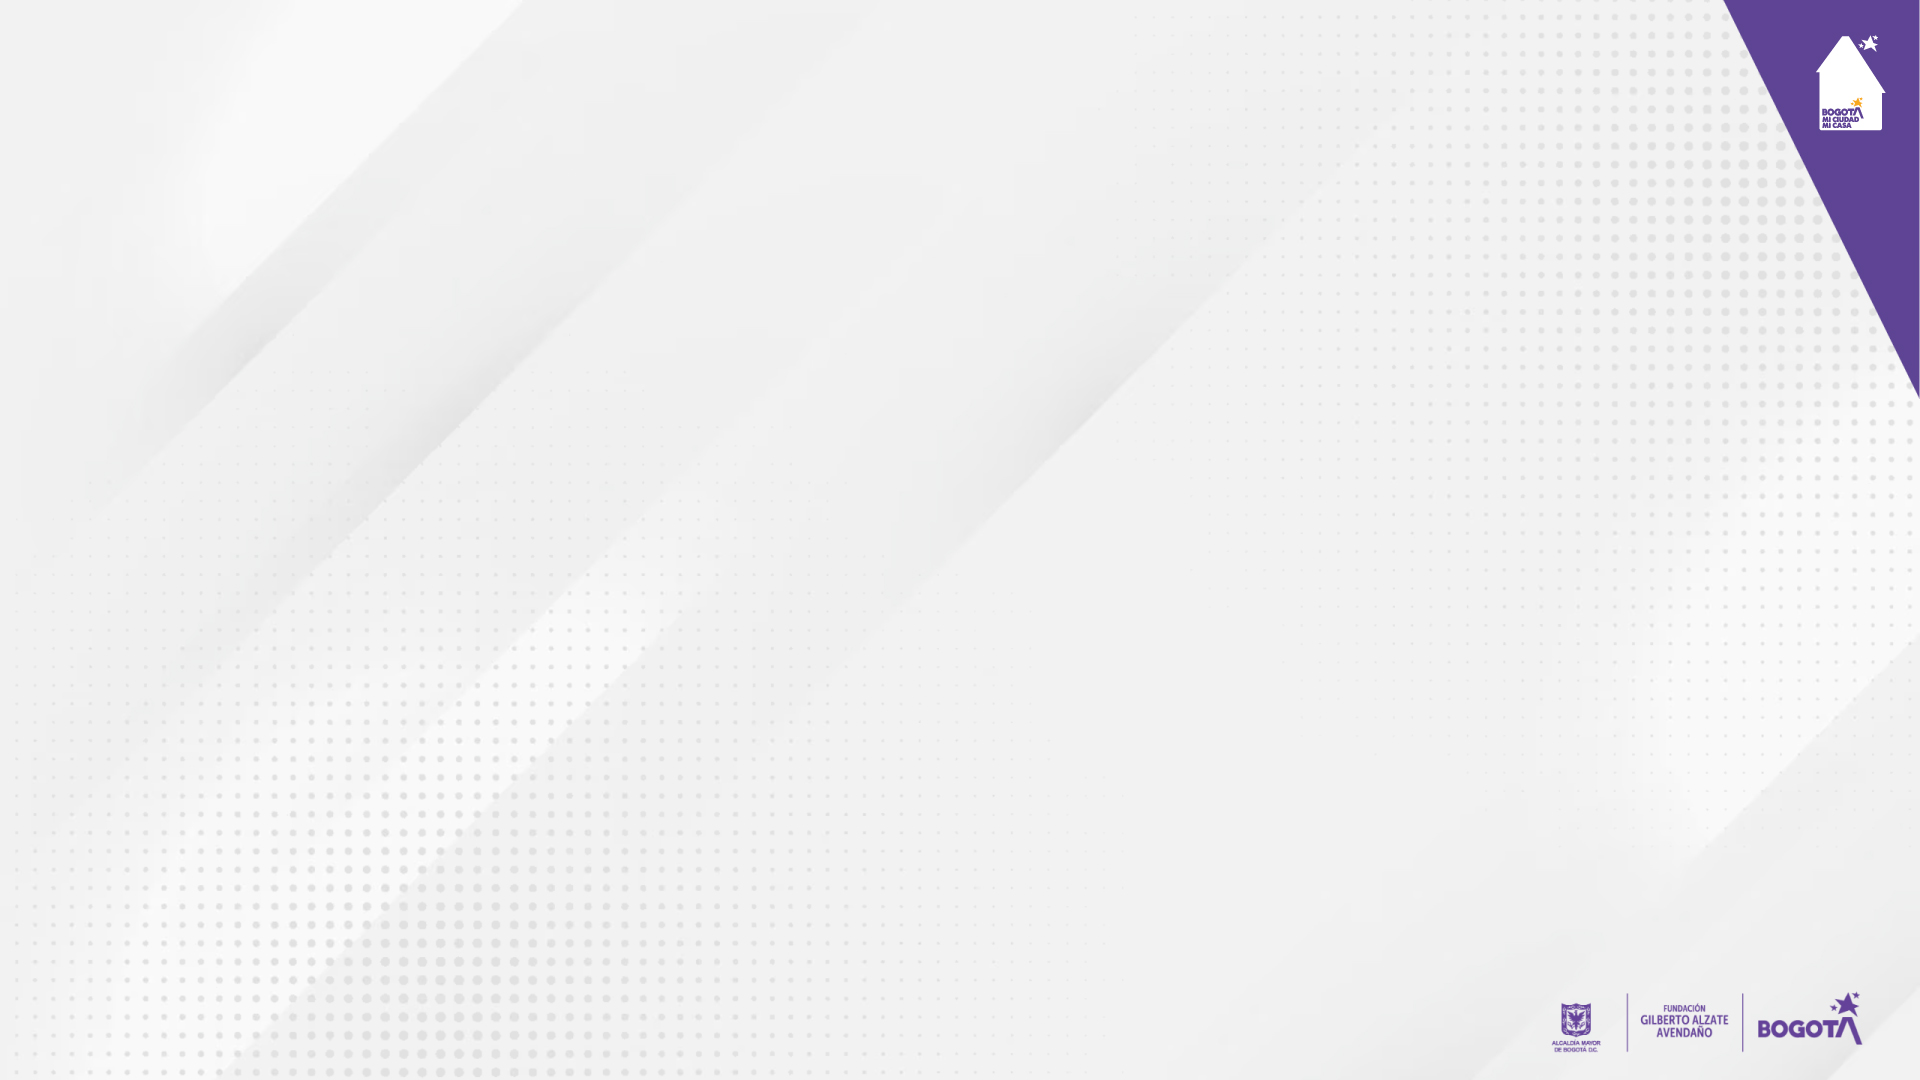 BOGOTÁ
MI CIUDAD
MI CASA
ALCALDÍA MAYOR
DE BOGOTÁ D.C.
FUNDACIÓN
GILBERTO ALZATE
AVENDAÑO
BOGOTÁ